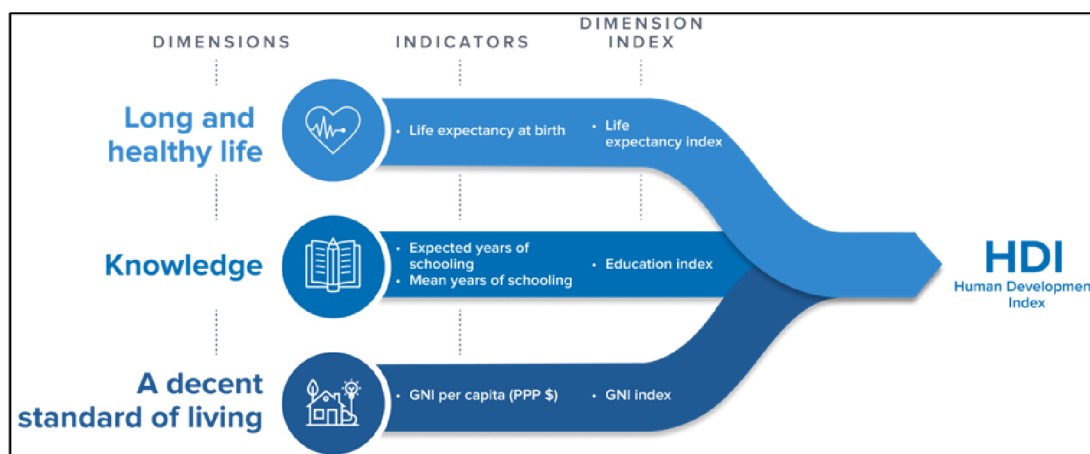 DIMENSIONS
INDICATORS
DIMENSION
INDEX
Long and
healthy life
• Life expectancy at birth
• Life
expectancy index
Knowledge
• Expected years of
schooling
• Mean years of schooling
• Education index
A decent
standard of living
• GNI per capita (PPP $)
• GNI index
HDI
Human Development
Index